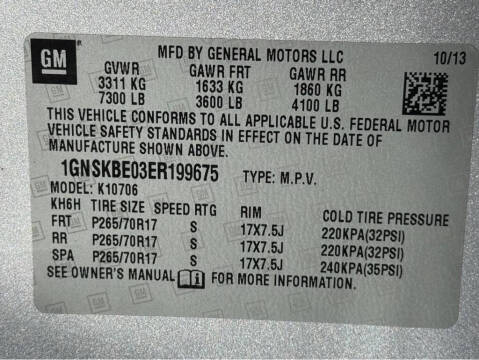 GM
MFD BY GENERAL MOTORS LLC 10/13
GVWR GAWR FRT GAWR RR
3311 KG 1633 KG 1860 KG
7300 LB 3600 LB 4100 LB
THIS VEHICLE CONFORMS TO ALL APPLICABLE U.S. FEDERAL MOTOR
VEHICLE SAFETY STANDARDS IN EFFECT ON THE DATE OF
MANUFACTURE SHOWN ABOVE.
1GNSKBE03ER199675 TYPE: M.P.V.
MODEL: K10706
KH6H TIRE SIZE SPEED RTG RIM COLD TIRE PRESSURE
FRT P265/70R17 S 17X7.5J 220KPA(32PSI)
RR P265/70R17 S 17X7.5J 220KPA(32PSI)
SPA P265/70R17 S 17X7.5J 240KPA(35PSI)
SEE OWNER'S MANUAL FOR MORE INFORMATION.